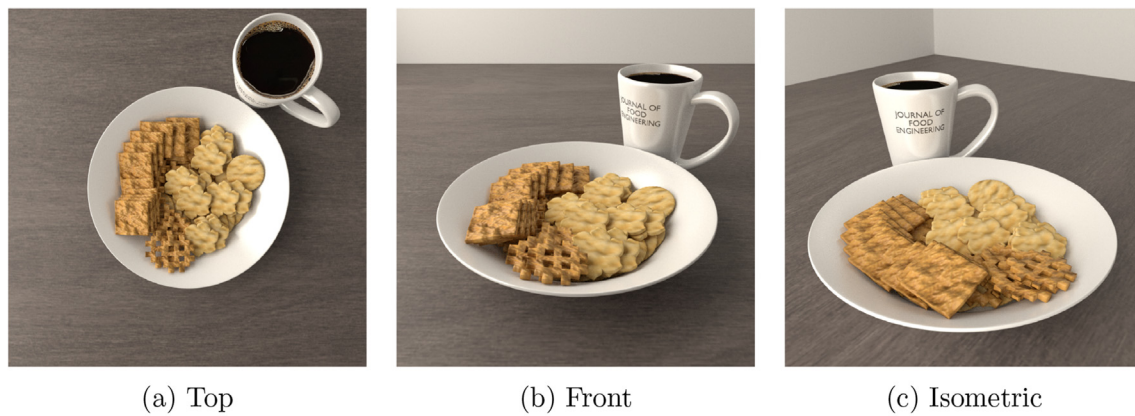 JOURNAL OF
FOOD
ENGINEERING
JOURNAL OF
FOOD
ENGINEERING
(a) Top
(b) Front
(c) Isometric